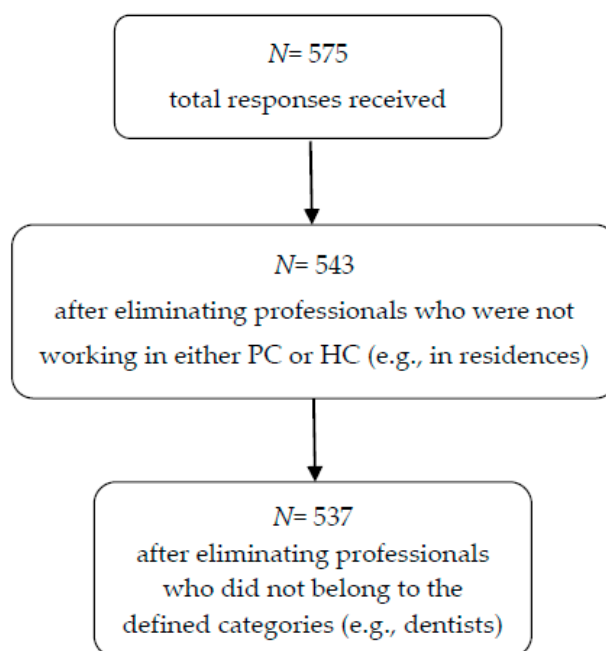 N= 575
total responses received
N= 543
after eliminating professionals who were not
working in either PC or HC (e.g., in residences)
N= 537
after eliminating professionals
who did not belong to the
defined categories (e.g., dentists)